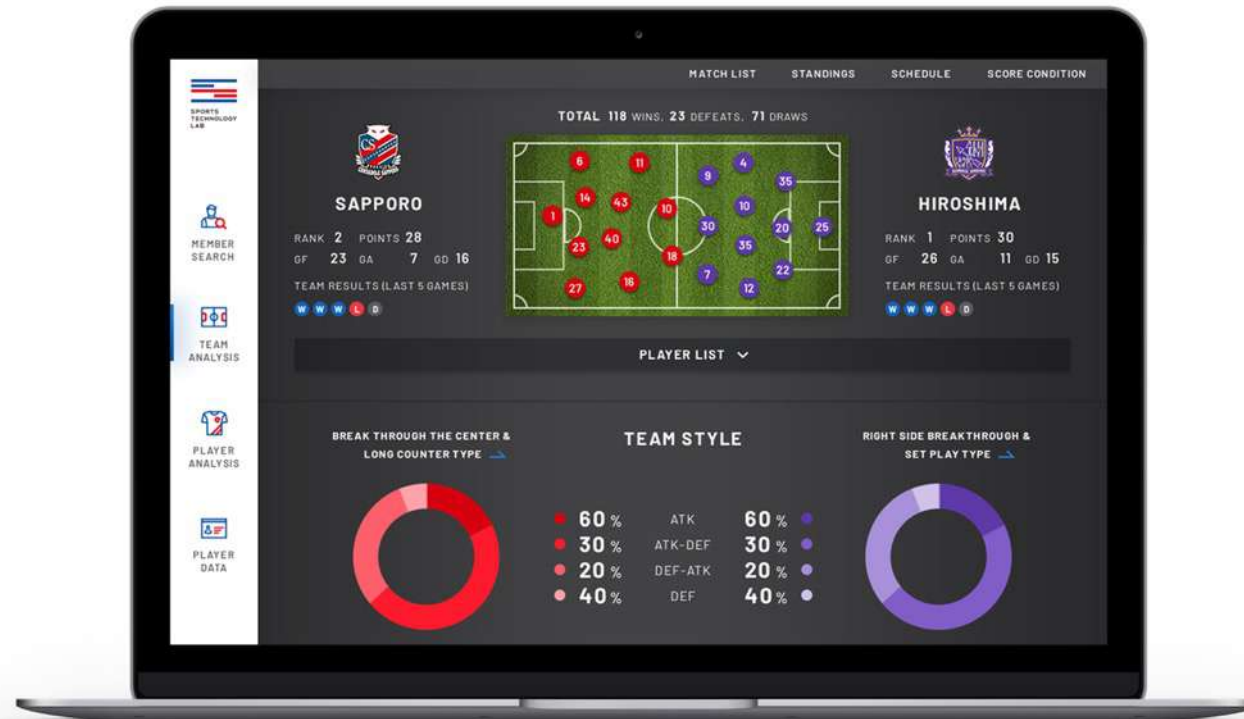 MATCH LIST STANDINGS SCHEDULE SCORE CONDITION
SPORTS
TECHNOLOGY
LAB
MEMBER
SEARCH
TEAM
ANALYSIS
PLAYER
ANALYSIS
PLAYER
DATA
TOTAL 118 WINS, 23 DEFEATS, 71 DRAWS
CS
SAPPORO
RANK 2 POINTS 28
GF 23 GA 7 GD 16
TEAM RESULTS (LAST 5 GAMES)
W W W L D
6 11 4
9 35
14 43 10 10
1 30 20 25
23 40 18 35
27 16 7 12 22
HIROSHIMA
RANK 1 POINTS 30
GF 26 GA 11 GD 15
TEAM RESULTS (LAST 5 GAMES)
W W W L D
PLAYER LIST
BREAK THROUGH THE CENTER &
LONG COUNTER TYPE
TEAM STYLE
RIGHT SIDE BREAKTHROUGH &
SET PLAY TYPE
60 % ATK 60 %
30 % ATK-DEF 30 %
20 % DEF-ATK 20 %
40 % DEF 40 %